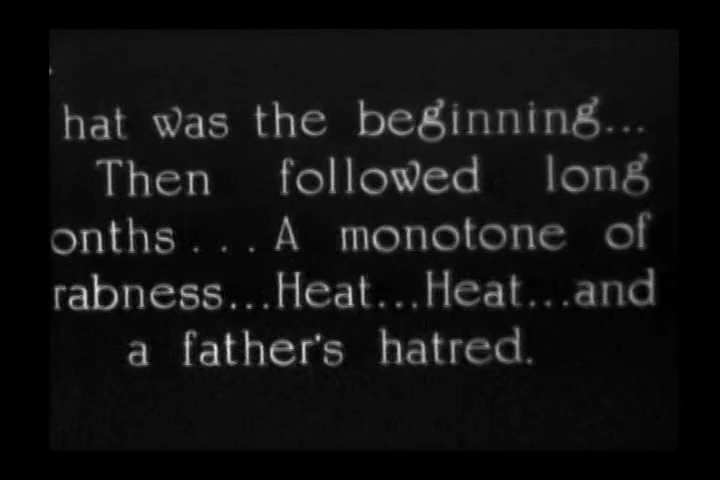 hat was the beginning...
Then followed long
onths... A monotone of
rabness...Heat...Heat...and
a father's hatred.